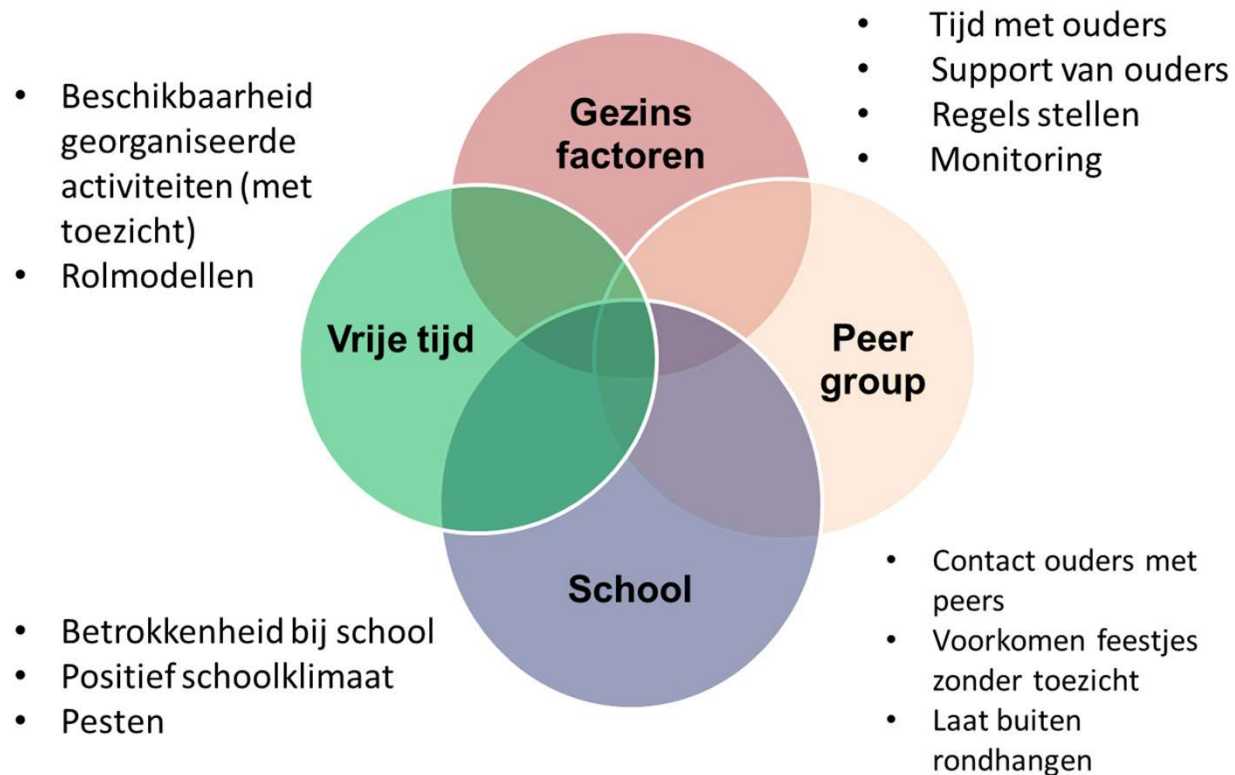 • Tijd met ouders
• Support van ouders
• Regels stellen
• Monitoring
• Beschikbaarheid
georganiseerde
activiteiten (met
toezicht)
• Rolmodellen
Gezins
factoren
Vrije tijd
Peer
group
School
• Betrokkenheid bij school
• Positief schoolklimaat
• Pesten
• Contact ouders met
peers
• Voorkomen feestjes
zonder toezicht
• Laat buiten
rondhangen